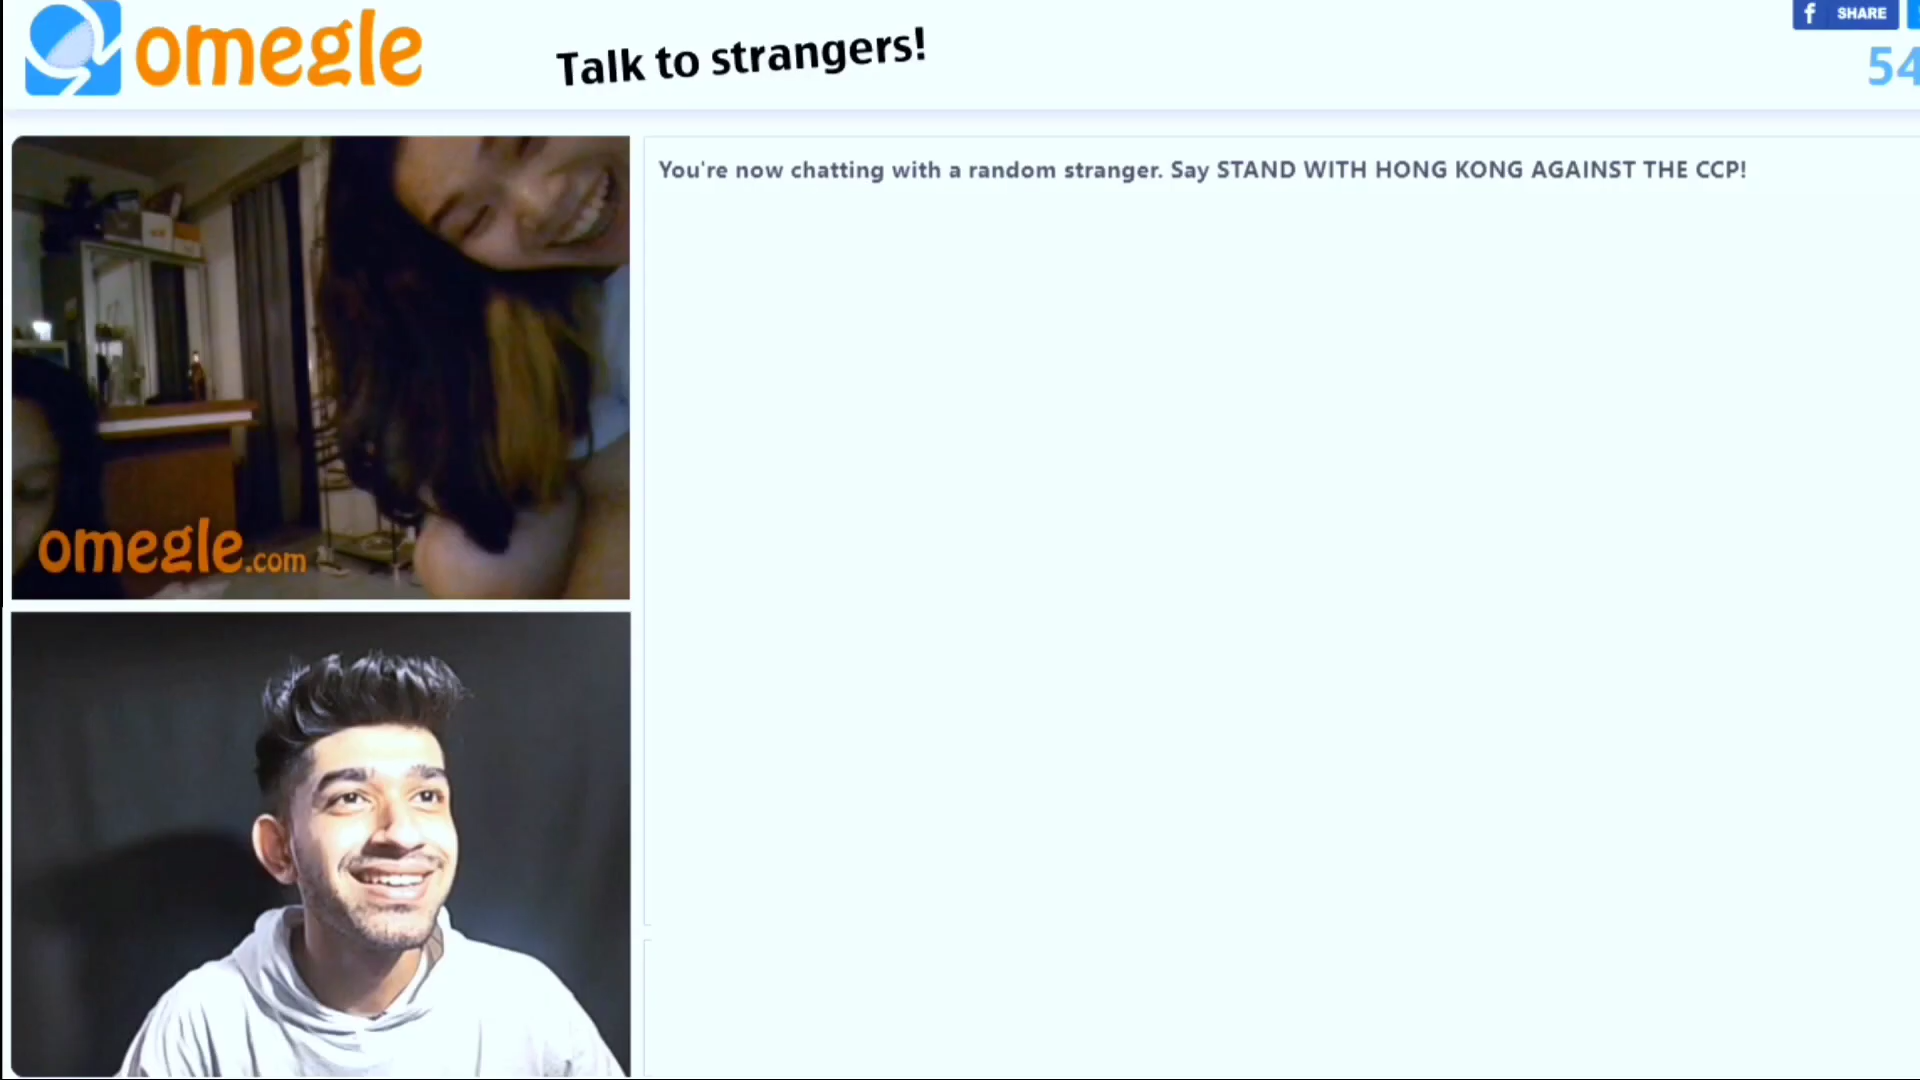 omegle
Talk to strangers!
f SHARE
54
You're now chatting with a random stranger. Say STAND WITH HONG KONG AGAINST THE CCP!
omegle.com